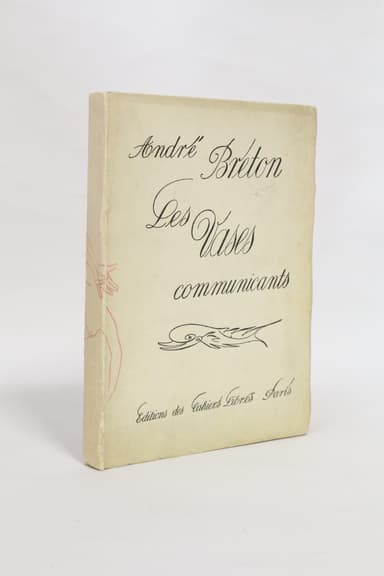 André Breton
Les Vases
communicants
Editions des Cahiers Libres Paris